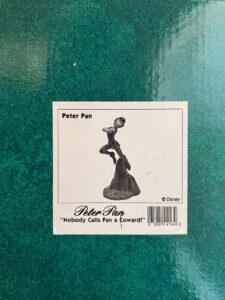 Peter Pan
© Disney
Peter Pan
"Nobody Calls Pan a Coward!"